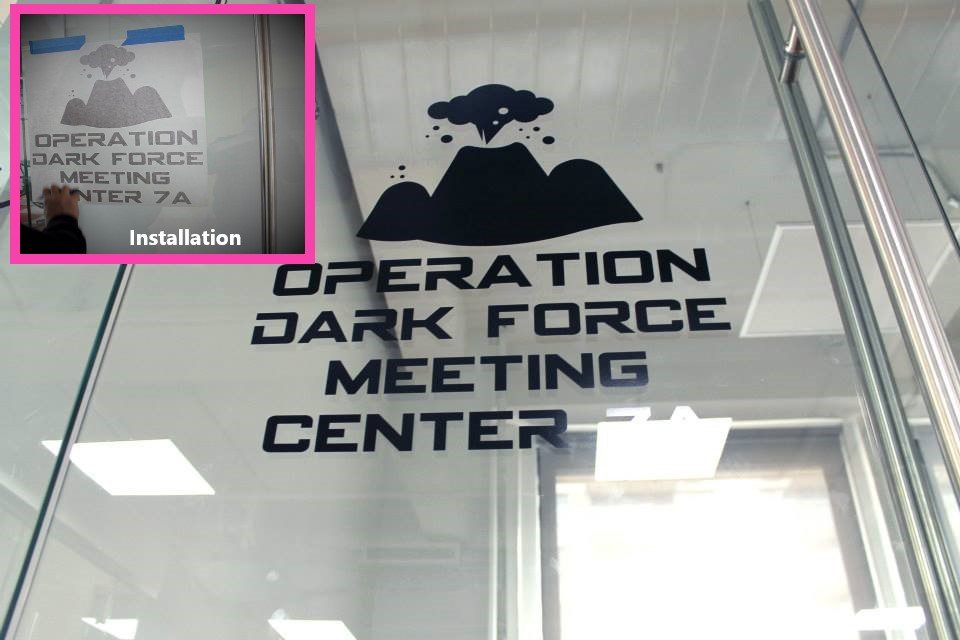 OPERATION
DARK FORCE
MEETING
CENTER 7A
Installation
OPERATION
DARK FORCE
MEETING
CENTER 7A